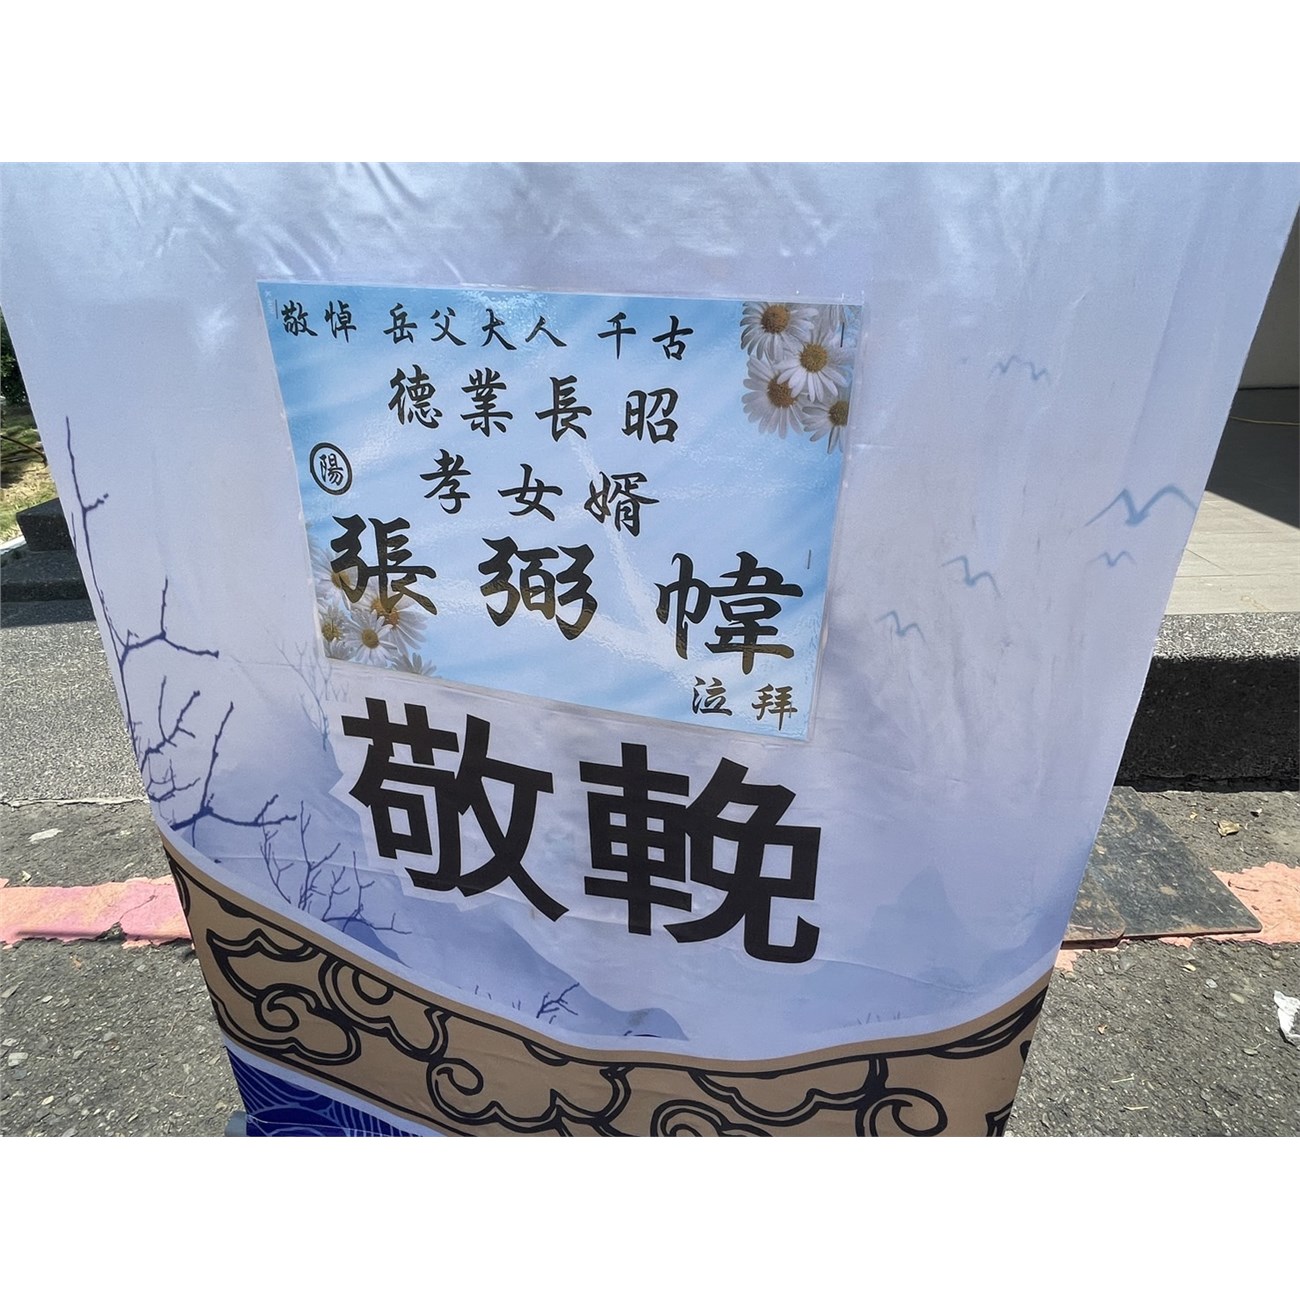 敬悼 岳父大人 千古
德業長昭
陽 孝女婿
張弼幃
泣拜
敬輓